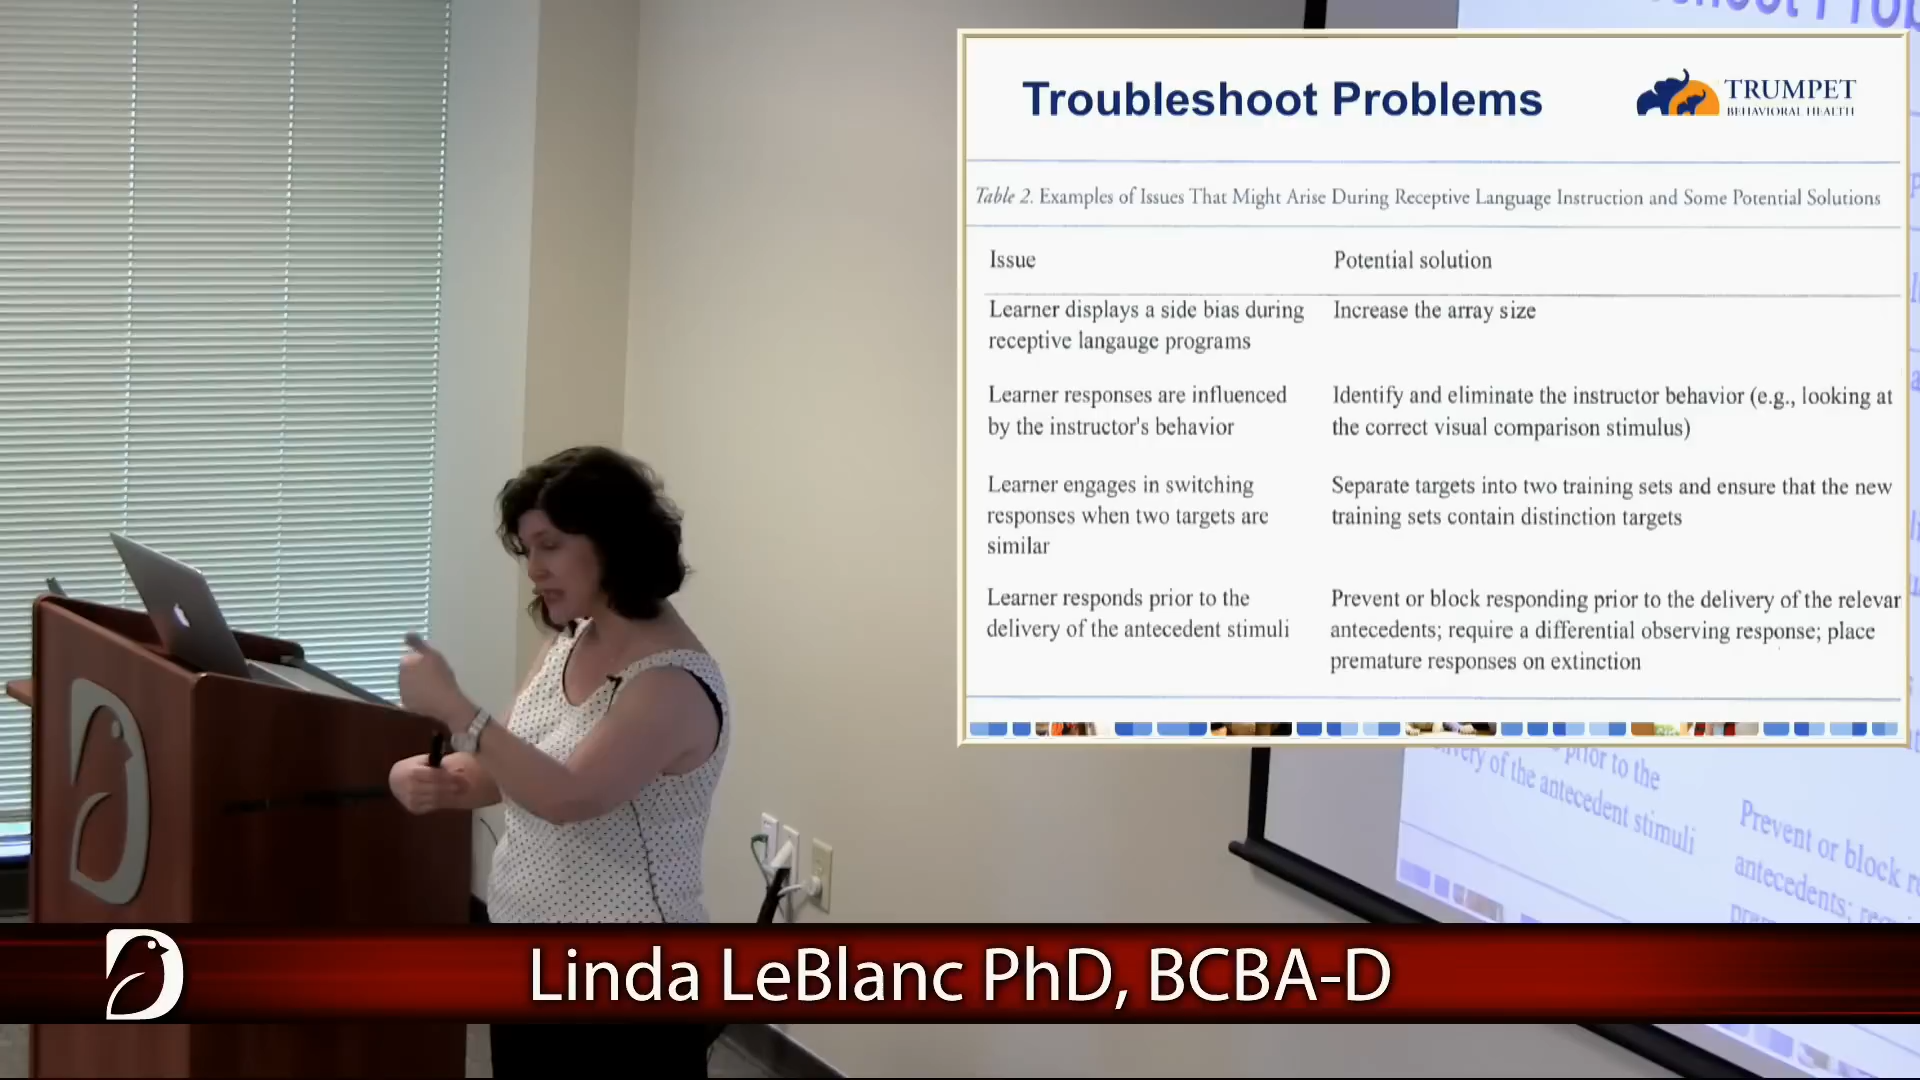 Troubleshoot Problems
TRUMPET
BEHAVIORAL HEALTH
Table 2. Examples of Issues That Might Arise During Receptive Language Instruction and Some Potential Solutions
Issue
Potential solution
Learner displays a side bias during
receptive langauge programs
Increase the array size
Learner responses are influenced
by the instructor's behavior
Identify and eliminate the instructor behavior (e.g., looking at
the correct visual comparison stimulus)
Learner engages in switching
responses when two targets are
similar
Separate targets into two training sets and ensure that the new
training sets contain distinction targets
Learner responds prior to the
delivery of the antecedent stimuli
Prevent or block responding prior to the delivery of the relevar
antecedents; require a differential observing response; place
premature responses on extinction
prior to the
of the antecedent stimuli
Prevent or block
antecedents;
Linda LeBlanc PhD, BCBA-D